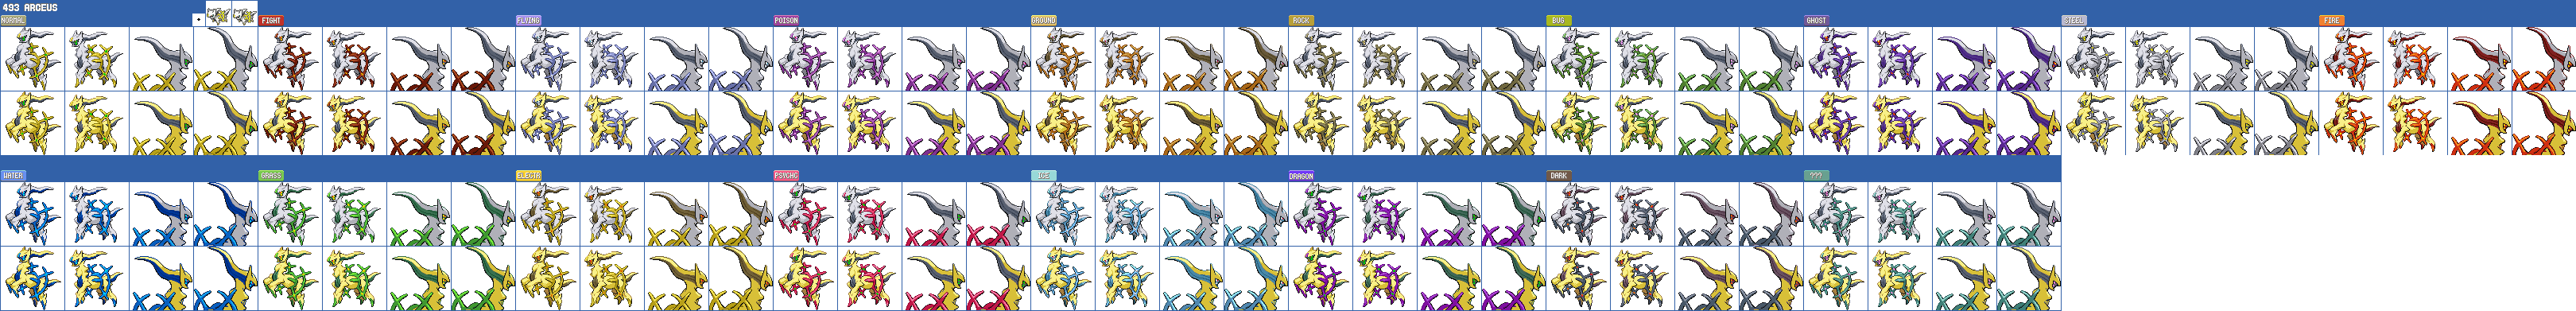 493 ARCEUS
NORMAL FIGHT FLYING POISON GROUND ROCK BUG GHOST STEEL FIRE
WATER GRASS ELECTR PSYCHC ICE DRAGON DARK ???